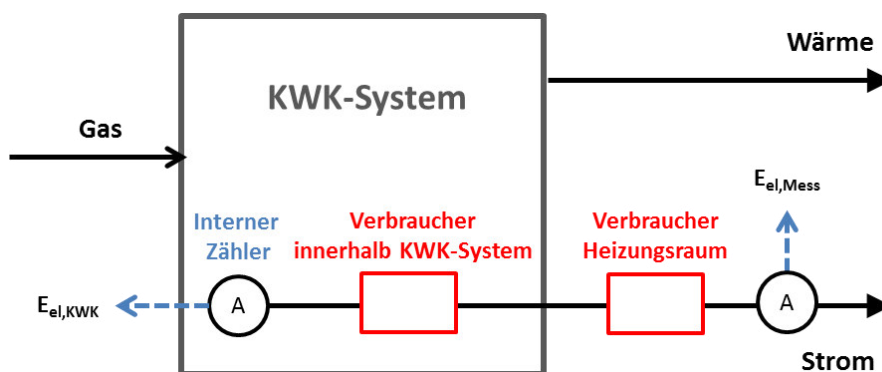 Wärme
KWK-System
Gas
E el,Mess
Interner
Zähler
Verbraucher
innerhalb KWK-System
Verbraucher
Heizungsraum
E el,KWK
A
A
Strom